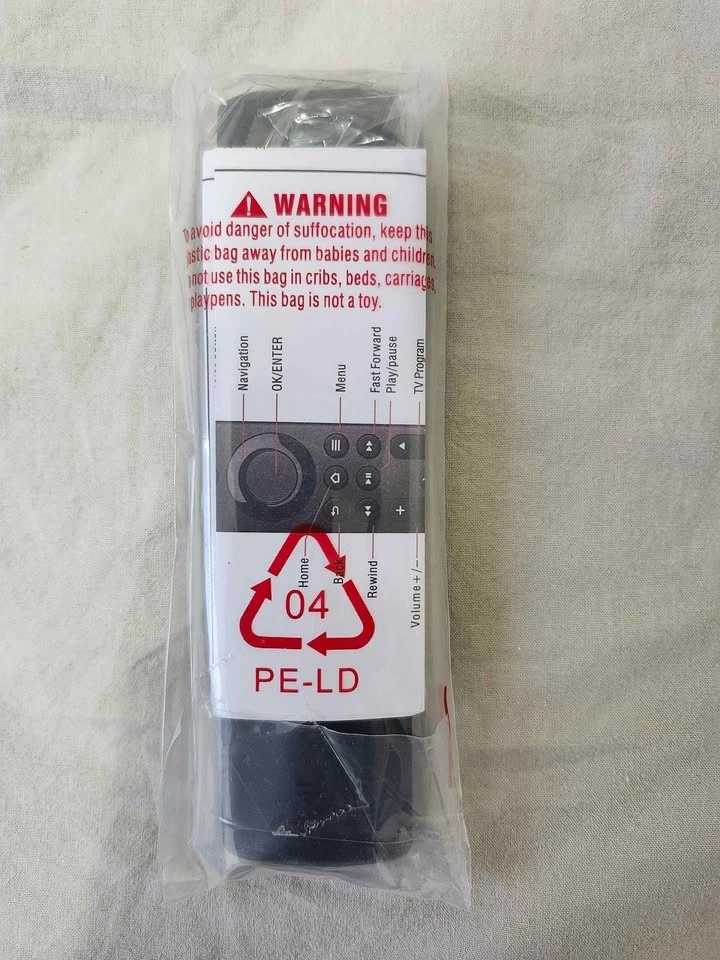 WARNING
To avoid danger of suffocation, keep this
plastic bag away from babies and children.
not use this bag in cribs, beds, carriages,
playpens. This bag is not a toy.
Navigation
OK/ENTER
Menu
Fast Forward
Play/pause
TV Program
Home
Back
Rewind
Volume +/−
04
PE-LD